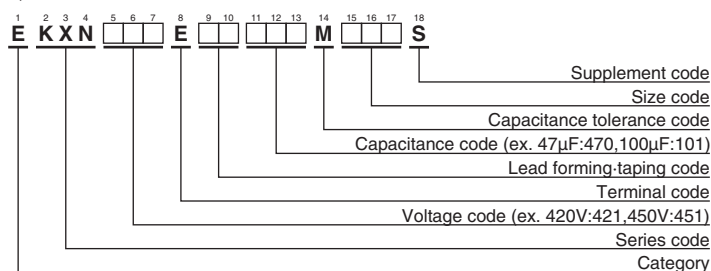 1 2 3 4 5 6 7 8 9 10 11 12 13 14 15 16 17 18
E KXN □□□ E □□ □□□ M □□□ S
Supplement code
Size code
Capacitance tolerance code
Capacitance code (ex. 47μF:470,100μF:101)
Lead forming·taping code
Terminal code
Voltage code (ex. 420V:421,450V:451)
Series code
Category